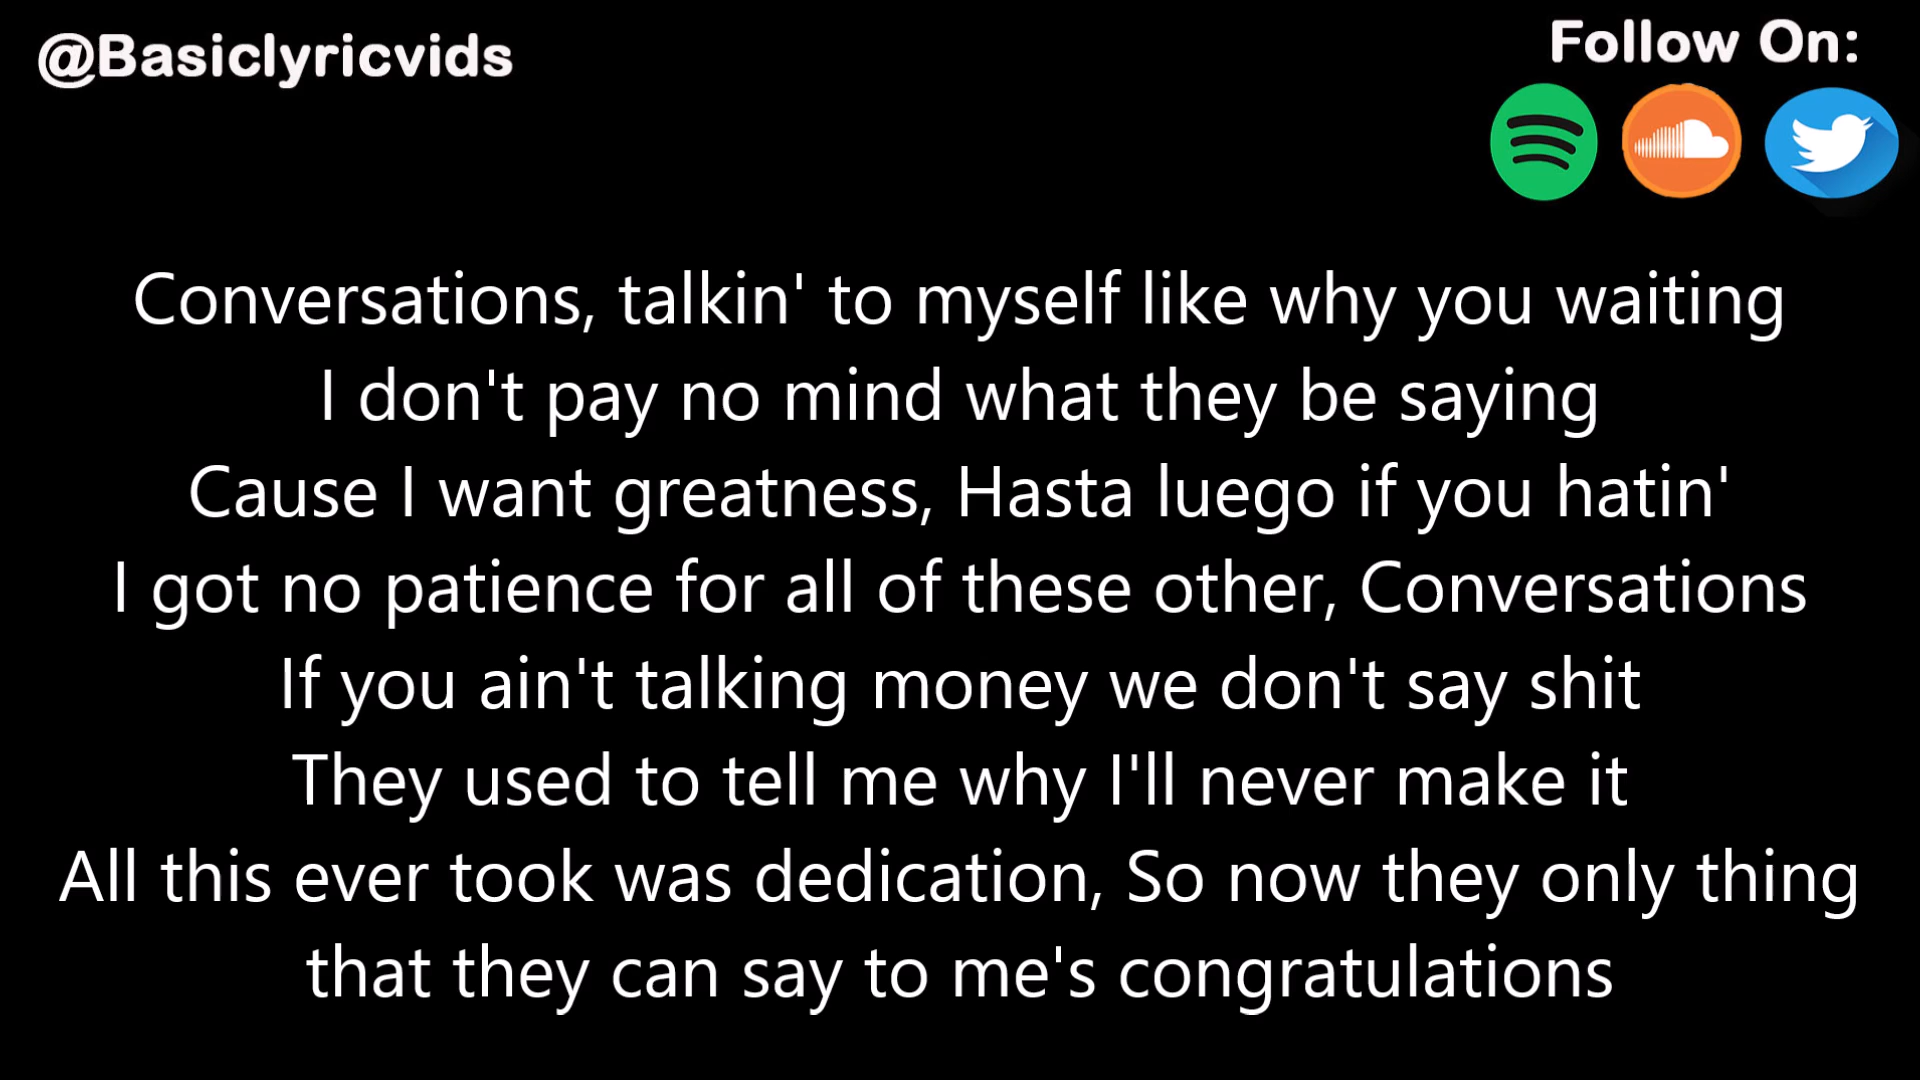 @Basiclyricvids
Follow On:
Conversations, talkin' to myself like why you waiting
I don't pay no mind what they be saying
Cause I want greatness, Hasta luego if you hatin'
I got no patience for all of these other, Conversations
If you ain't talking money we don't say shit
They used to tell me why I'll never make it
All this ever took was dedication, So now they only thing
that they can say to me's congratulations